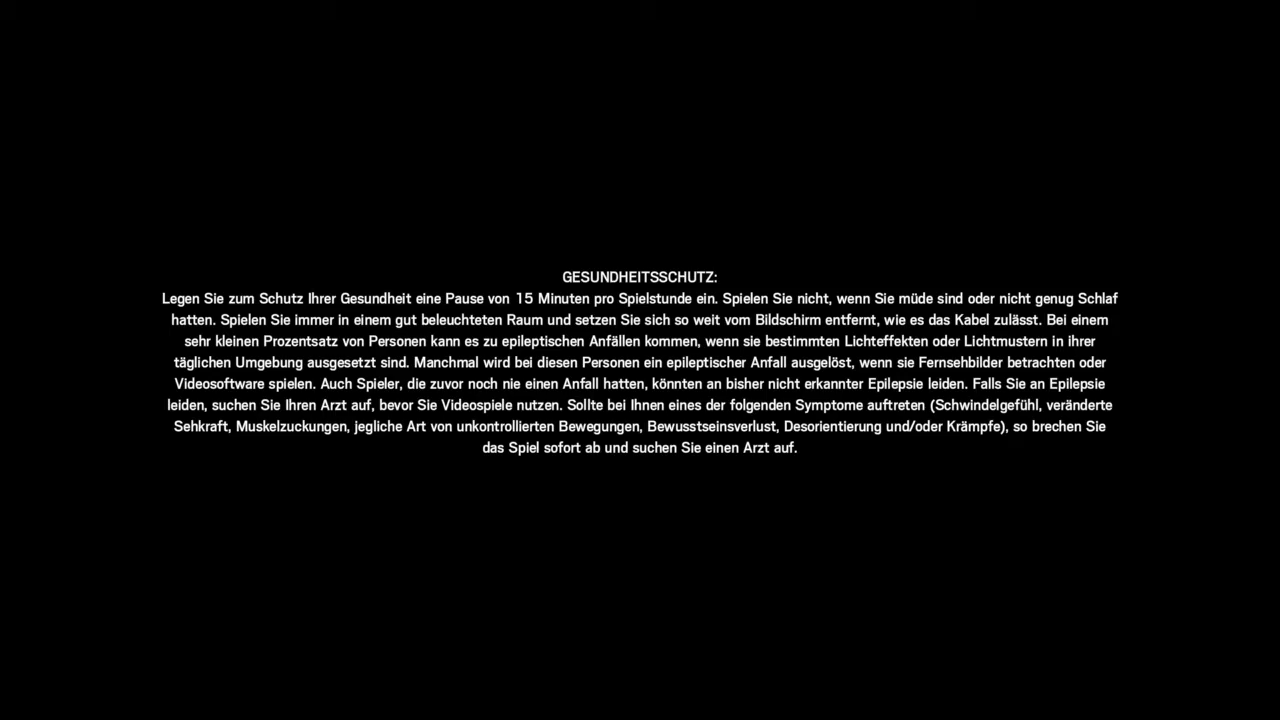 GESUNDHEITSSCHUTZ:
Legen Sie zum Schutz Ihrer Gesundheit eine Pause von 15 Minuten pro Spielstunde ein. Spielen Sie nicht, wenn Sie müde sind oder nicht genug Schlaf
hatten. Spielen Sie immer in einem gut beleuchteten Raum und setzen Sie sich so weit vom Bildschirm entfernt, wie es das Kabel zulässt. Bei einem
sehr kleinen Prozentsatz von Personen kann es zu epileptischen Anfällen kommen, wenn sie bestimmten Lichteffekten oder Lichtmustern in ihrer
täglichen Umgebung ausgesetzt sind. Manchmal wird bei diesen Personen ein epileptischer Anfall ausgelöst, wenn sie Fernsehbilder betrachten oder
Videosoftware spielen. Auch Spieler, die zuvor noch nie einen Anfall hatten, könnten an bisher nicht erkannter Epilepsie leiden. Falls Sie an Epilepsie
leiden, suchen Sie Ihren Arzt auf, bevor Sie Videospiele nutzen. Sollte bei Ihnen eines der folgenden Symptome auftreten (Schwindelgefühl, veränderte
Sehkraft, Muskelzuckungen, jegliche Art von unkontrollierten Bewegungen, Bewusstseinsverlust, Desorientierung und/oder Krämpfe), so brechen Sie
das Spiel sofort ab und suchen Sie einen Arzt auf.